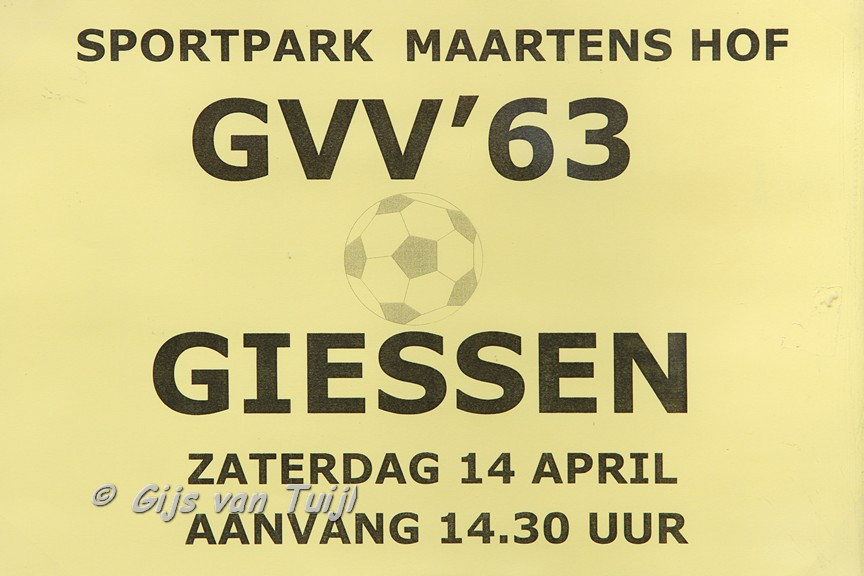 SPORTPARK MAARTENS HOF
GVV'63
GIESSEN
ZATERDAG 14 APRIL
© Gijs van Tuijl
AANVANG 14.30 UUR